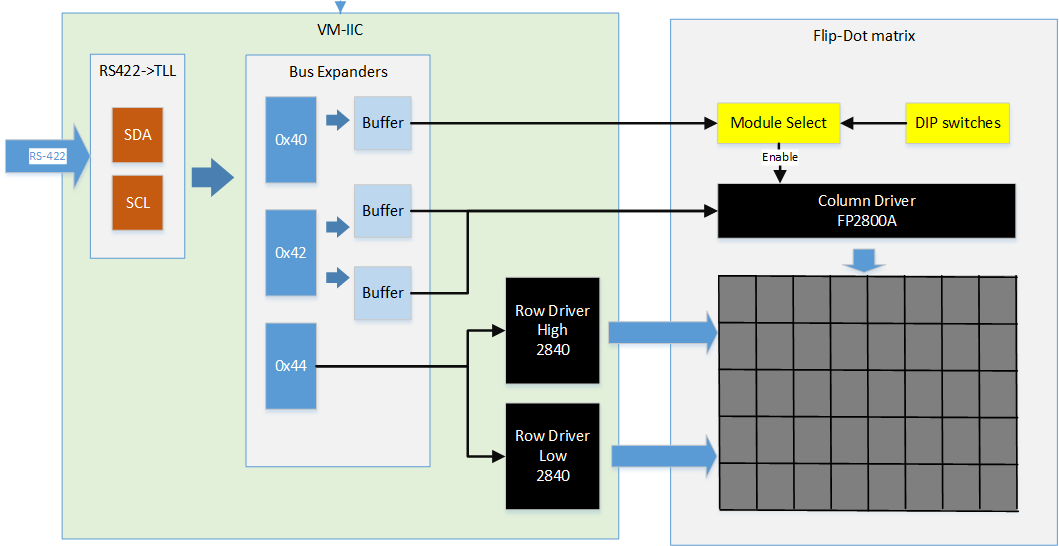 VM-IIC
Flip-Dot matrix
RS422->TLL
Bus Expanders
SDA
SCL
RS-422
0x40
Buffer
0x42
Buffer
Buffer
0x44
Row Driver
High
2840
Row Driver
Low
2840
Module Select
DIP switches
Enable
Column Driver
FP2800A